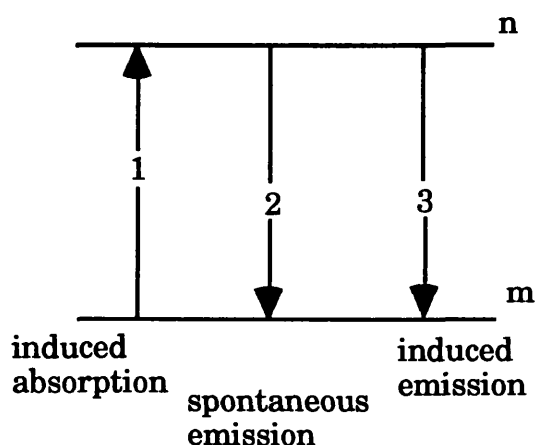 n
1
2
3
m
induced
absorption
spontaneous
emission
induced
emission